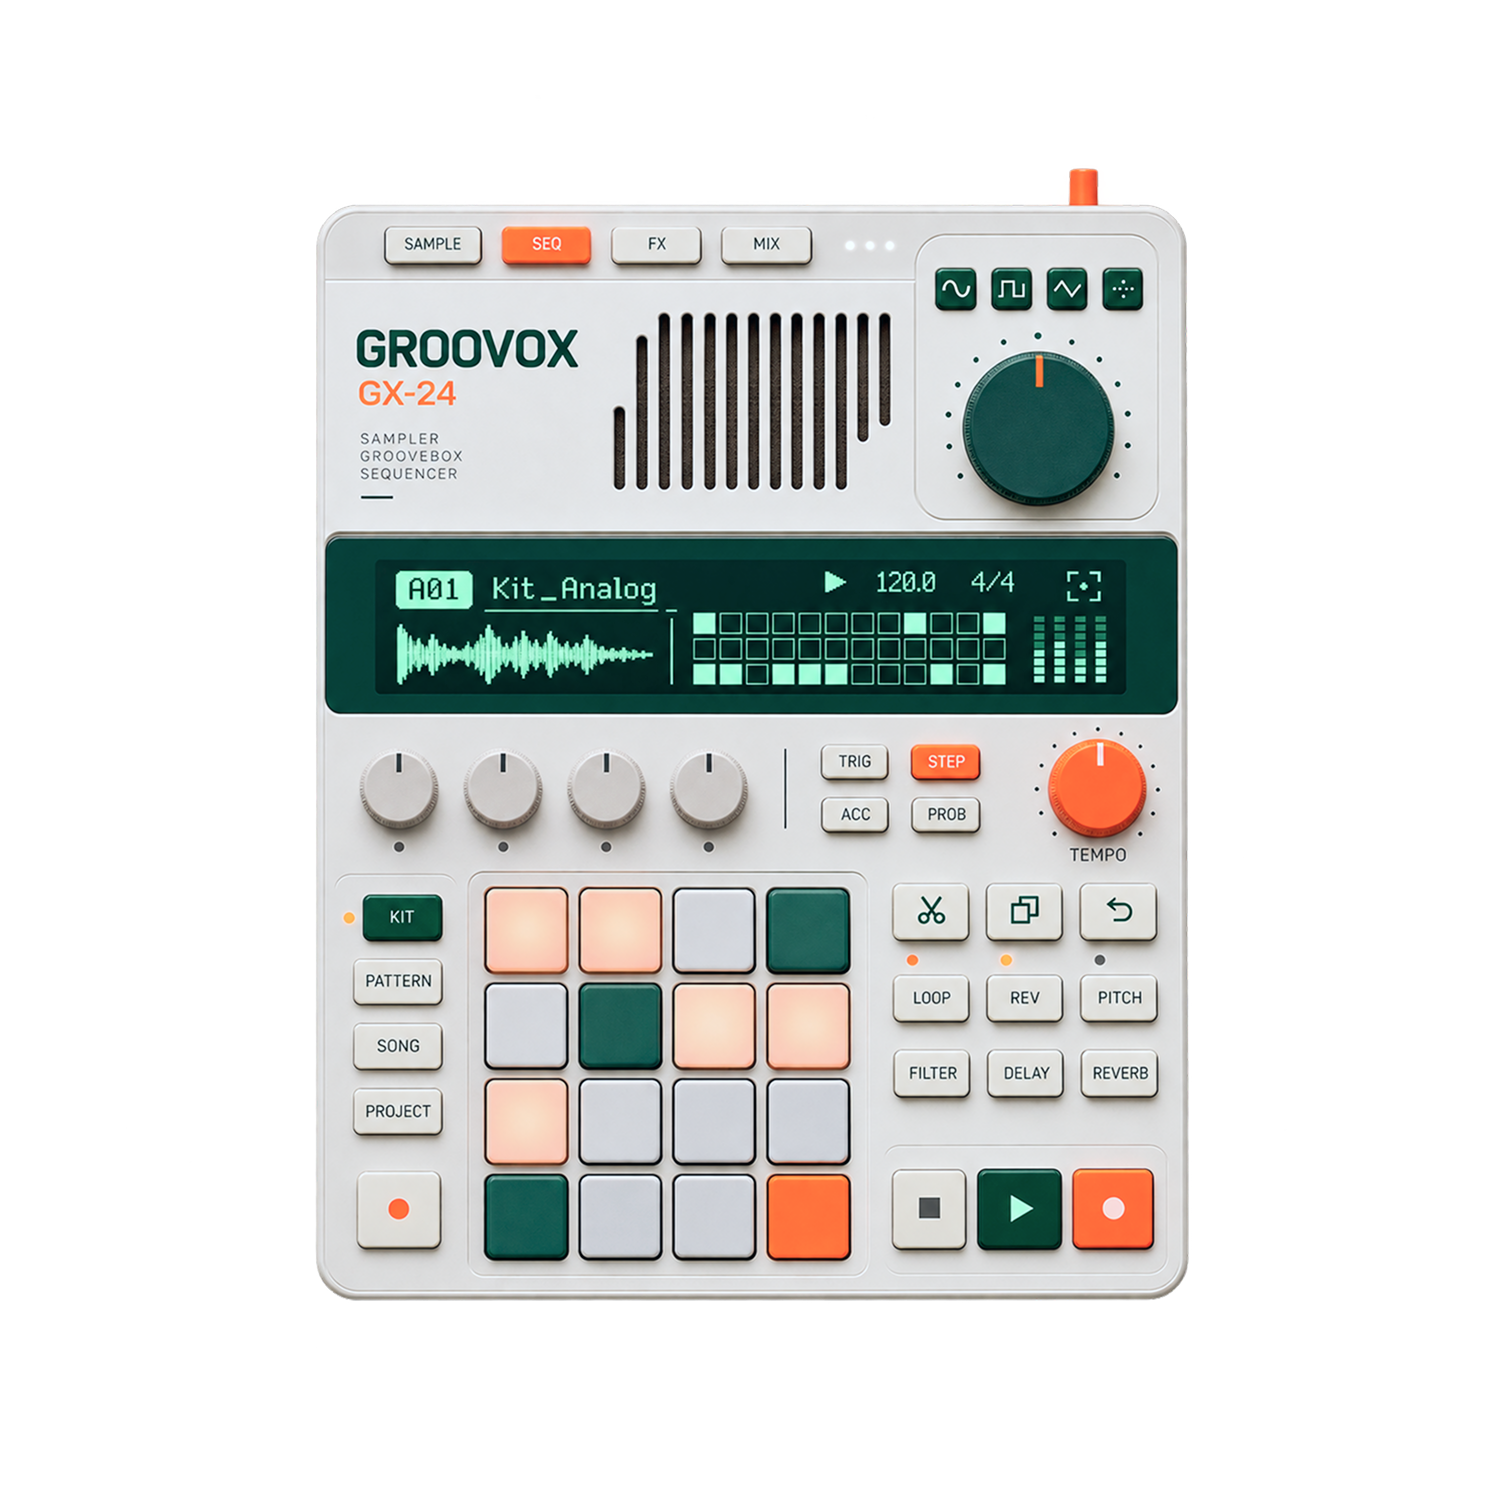 SAMPLE SEQ FX MIX
GROOVOX
GX-24
SAMPLER
GROOVEBOX
SEQUENCER
A01 Kit_Analog 120.0 4/4
TRIG STEP
ACC PROB
TEMPO
KIT
PATTERN
SONG
PROJECT
LOOP REV PITCH
FILTER DELAY REVERB